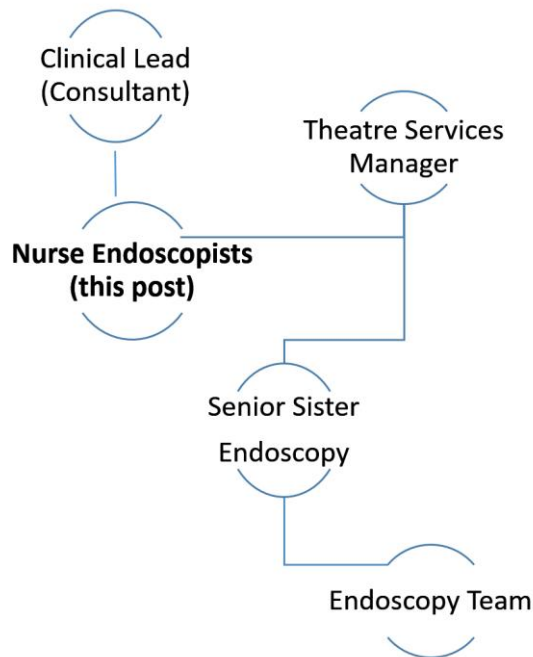 Clinical Lead
(Consultant)
Theatre Services
Manager
Nurse Endoscopists
(this post)
Senior Sister
Endoscopy
Endoscopy Team